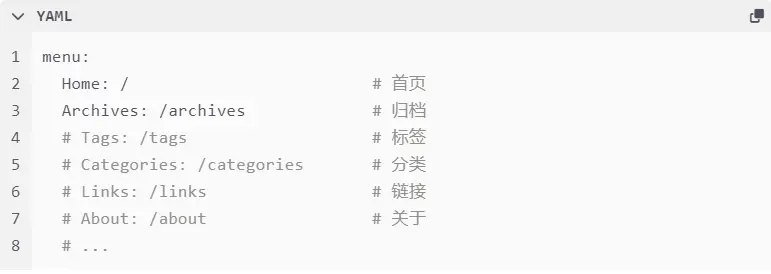 YAML
1 menu:
2   Home: /                         # 首页
3   Archives: /archives             # 归档
4   # Tags: /tags                   # 标签
5   # Categories: /categories       # 分类
6   # Links: /links                 # 链接
7   # About: /about                 # 关于
8   # ...